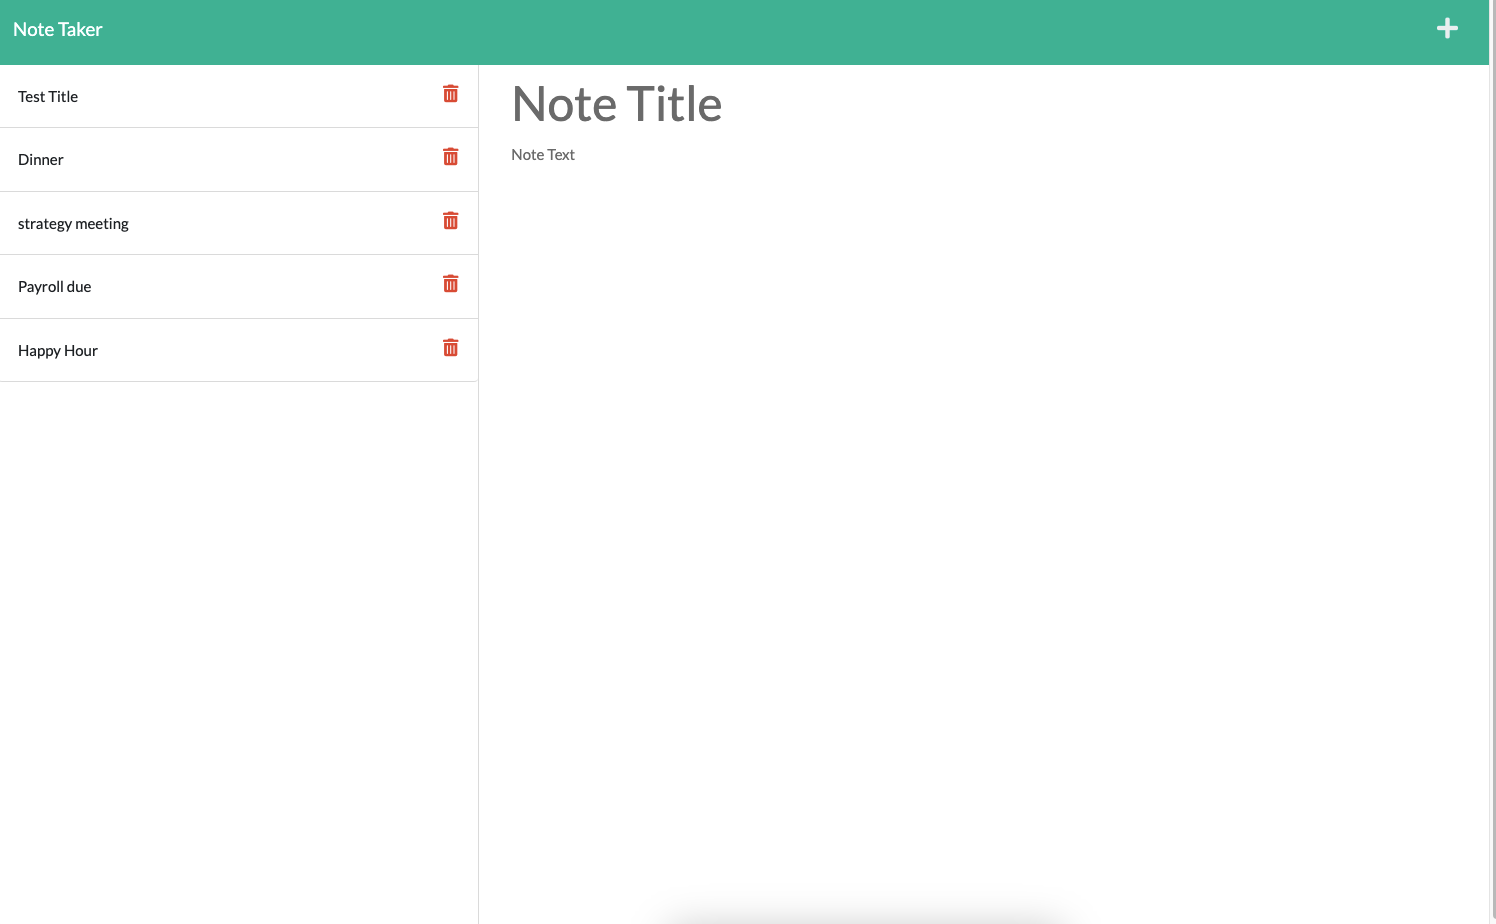 Note Taker
Test Title
Dinner
strategy meeting
Payroll due
Happy Hour
Note Title
Note Text